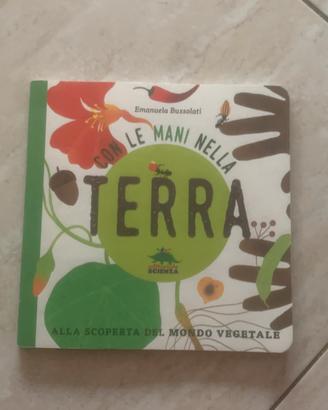 Emanuela Bussolati
CON LE MANI NELLA
TERRA
SCIENZA
ALLA SCOPERTA DEL MONDO VEGETALE